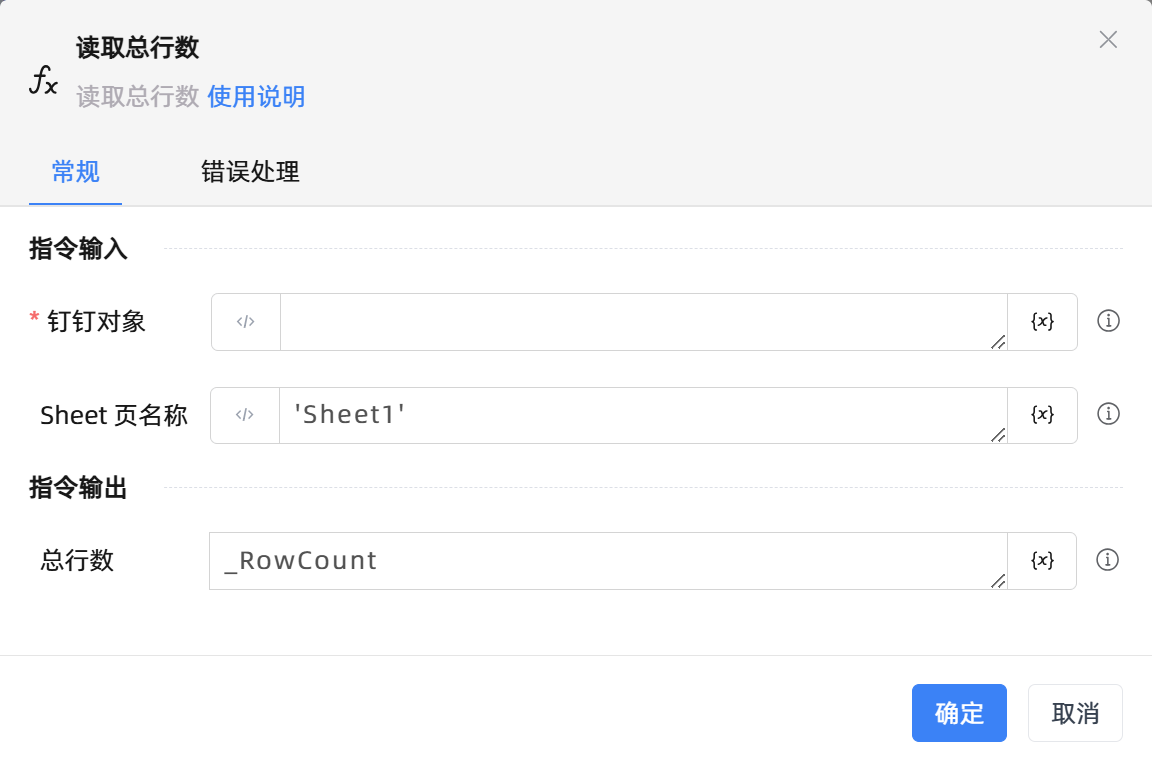 读取总行数
fx
读取总行数 使用说明
常规 错误处理
指令输入
* 钉钉对象 </> {x}
Sheet 页名称 </> 'Sheet1' {x}
指令输出
总行数 _RowCount {x}
确定 取消